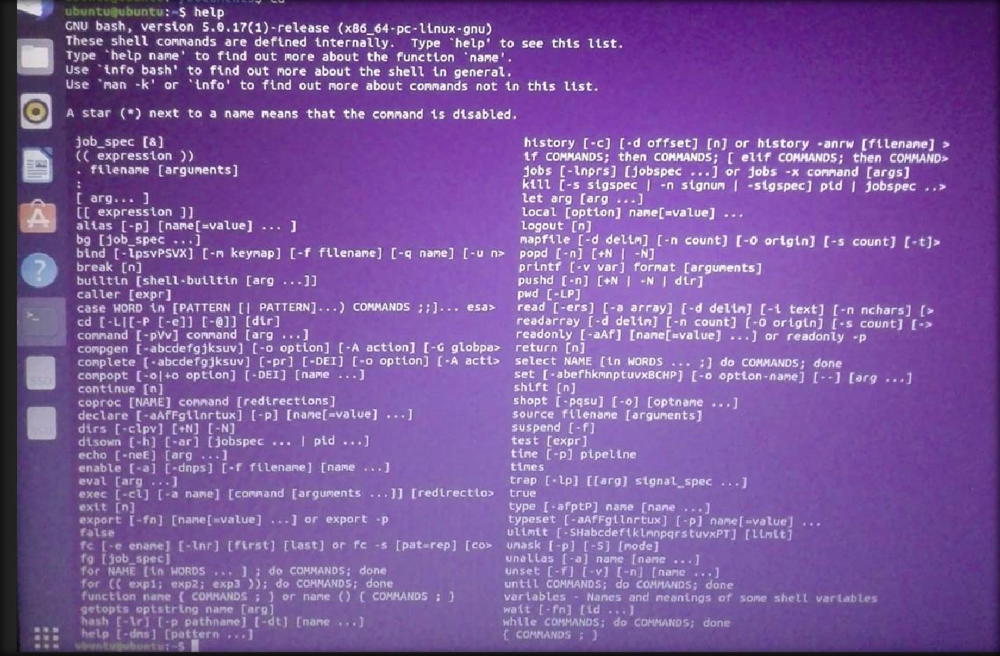 ubuntu@ubuntu:~$ help
GNU bash, version 5.0.17(1)-release (x86_64-pc-linux-gnu)
These shell commands are defined internally.  Type `help' to see this list.
Type `help name' to find out more about the function `name'.
Use `info bash' to find out more about the shell in general.
Use `man -k' or `info' to find out more about commands not in this list.
A star (*) next to a name means that the command is disabled.
job_spec [&]
(( expression ))
. filename [arguments]
:
[ arg... ]
[[ expression ]]
alias [-p] [name[=value] ... ]
bg [job_spec ...]
bind [-lpsvPSVX] [-m keymap] [-f filename] [-q name] [-u n>
break [n]
builtin [shell-builtin [arg ...]]
caller [expr]
case WORD in [PATTERN [| PATTERN]...) COMMANDS ;;]... esa>
cd [-L|[-P [-e]] [-@]] [dir]
command [-pVv] command [arg ...]
compgen [-abcdefgjksuv] [-o option] [-A action] [-G globpa>
complete [-abcdefgjksuv] [-pr] [-DEI] [-o option] [-A acti>
compopt [-o|+o option] [-DEI] [name ...]
continue [n]
coproc [NAME] command [redirections]
declare [-aAfFgilnrtux] [-p] [name[=value] ...]
dirs [-clpv] [+N] [-N]
disown [-h] [-ar] [jobspec ... | pid ...]
echo [-neE] [arg ...]
enable [-a] [-dnps] [-f filename] [name ...]
eval [arg ...]
exec [-cl] [-a name] [command [arguments ...]] [redirectio>
exit [n]
export [-fn] [name[=value] ...] or export -p
false
fc [-e ename] [-lnr] [first] [last] or fc -s [pat=rep] [co>
fg [job_spec]
for NAME [in WORDS ... ] ; do COMMANDS; done
for (( exp1; exp2; exp3 )); do COMMANDS; done
function name { COMMANDS ; } or name () { COMMANDS ; }
getopts optstring name [arg]
hash [-lr] [-p pathname] [-dt] [name ...]
help [-dms] [pattern ...]
history [-c] [-d offset] [n] or history -anrw [filename] >
if COMMANDS; then COMMANDS; [ elif COMMANDS; then COMMAND>
jobs [-lnprs] [jobspec ...] or jobs -x command [args]
kill [-s sigspec | -n signum | -sigspec] pid | jobspec ..>
let arg [arg ...]
local [option] name[=value] ...
logout [n]
mapfile [-d delim] [-n count] [-O origin] [-s count] [-t]>
popd [-n] [+N | -N]
printf [-v var] format [arguments]
pushd [-n] [+N | -N | dir]
pwd [-LP]
read [-ers] [-a array] [-d delim] [-i text] [-n nchars] [>
readarray [-d delim] [-n count] [-O origin] [-s count] [->
readonly [-aAf] [name[=value] ...] or readonly -p
return [n]
select NAME [in WORDS ... ;] do COMMANDS; done
set [-abefhkmnptuvxBCHP] [-o option-name] [--] [arg ...]
shift [n]
shopt [-pqsu] [-o] [optname ...]
source filename [arguments]
suspend [-f]
test [expr]
time [-p] pipeline
times
trap [-lp] [[arg] signal_spec ...]
true
type [-afptP] name [name ...]
typeset [-aAfFgilnrtux] [-p] name[=value] ...
ulimit [-SHabcdefiklmnpqrstuvxPT] [limit]
umask [-p] [-S] [mode]
unalias [-a] name [name ...]
unset [-f] [-v] [-n] [name ...]
until COMMANDS; do COMMANDS; done
variables - Names and meanings of some shell variables
wait [-fn] [id ...]
while COMMANDS; do COMMANDS; done
{ COMMANDS ; }
ubuntu@ubuntu:~$